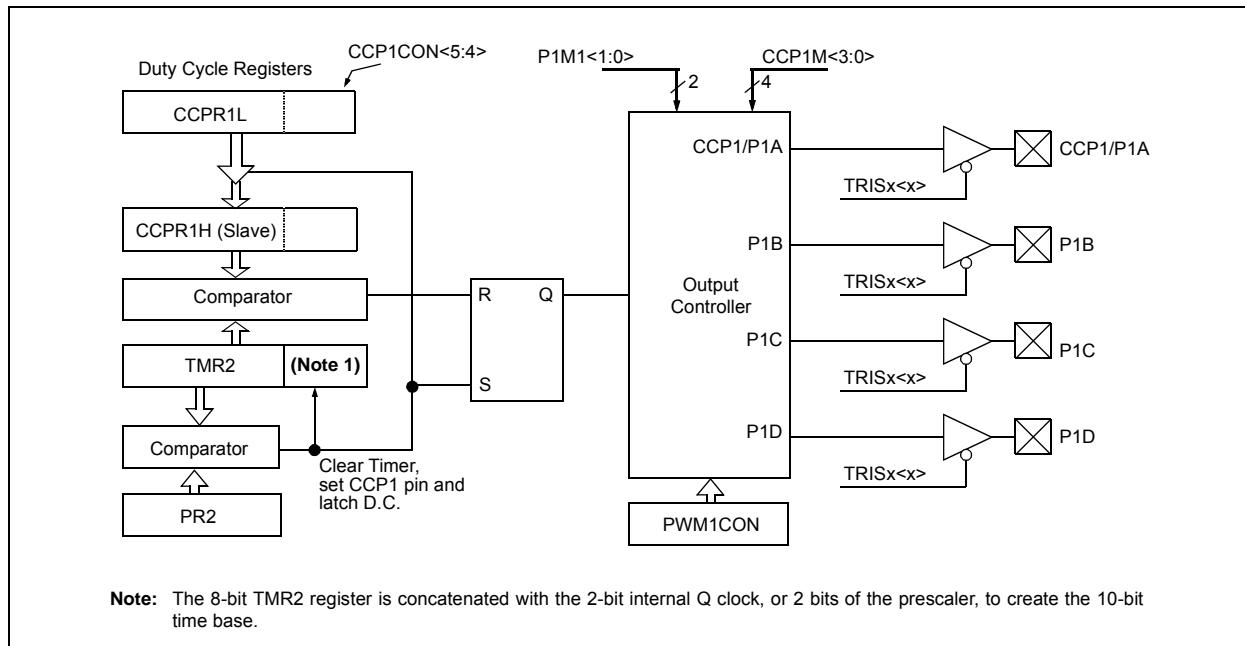 CCP1CON<5:4>
Duty Cycle Registers
CCPR1L
CCPR1H (Slave)
Comparator
TMR2
(Note 1)
Comparator
PR2
Clear Timer,
set CCP1 pin and
latch D.C.
R
Q
S
P1M1<1:0>
2
CCP1M<3:0>
4
CCP1/P1A
P1B
Output
Controller
P1C
P1D
PWM1CON
TRISx<x>
CCP1/P1A
TRISx<x>
P1B
TRISx<x>
P1C
TRISx<x>
P1D
Note: The 8-bit TMR2 register is concatenated with the 2-bit internal Q clock, or 2 bits of the prescaler, to create the 10-bit
time base.